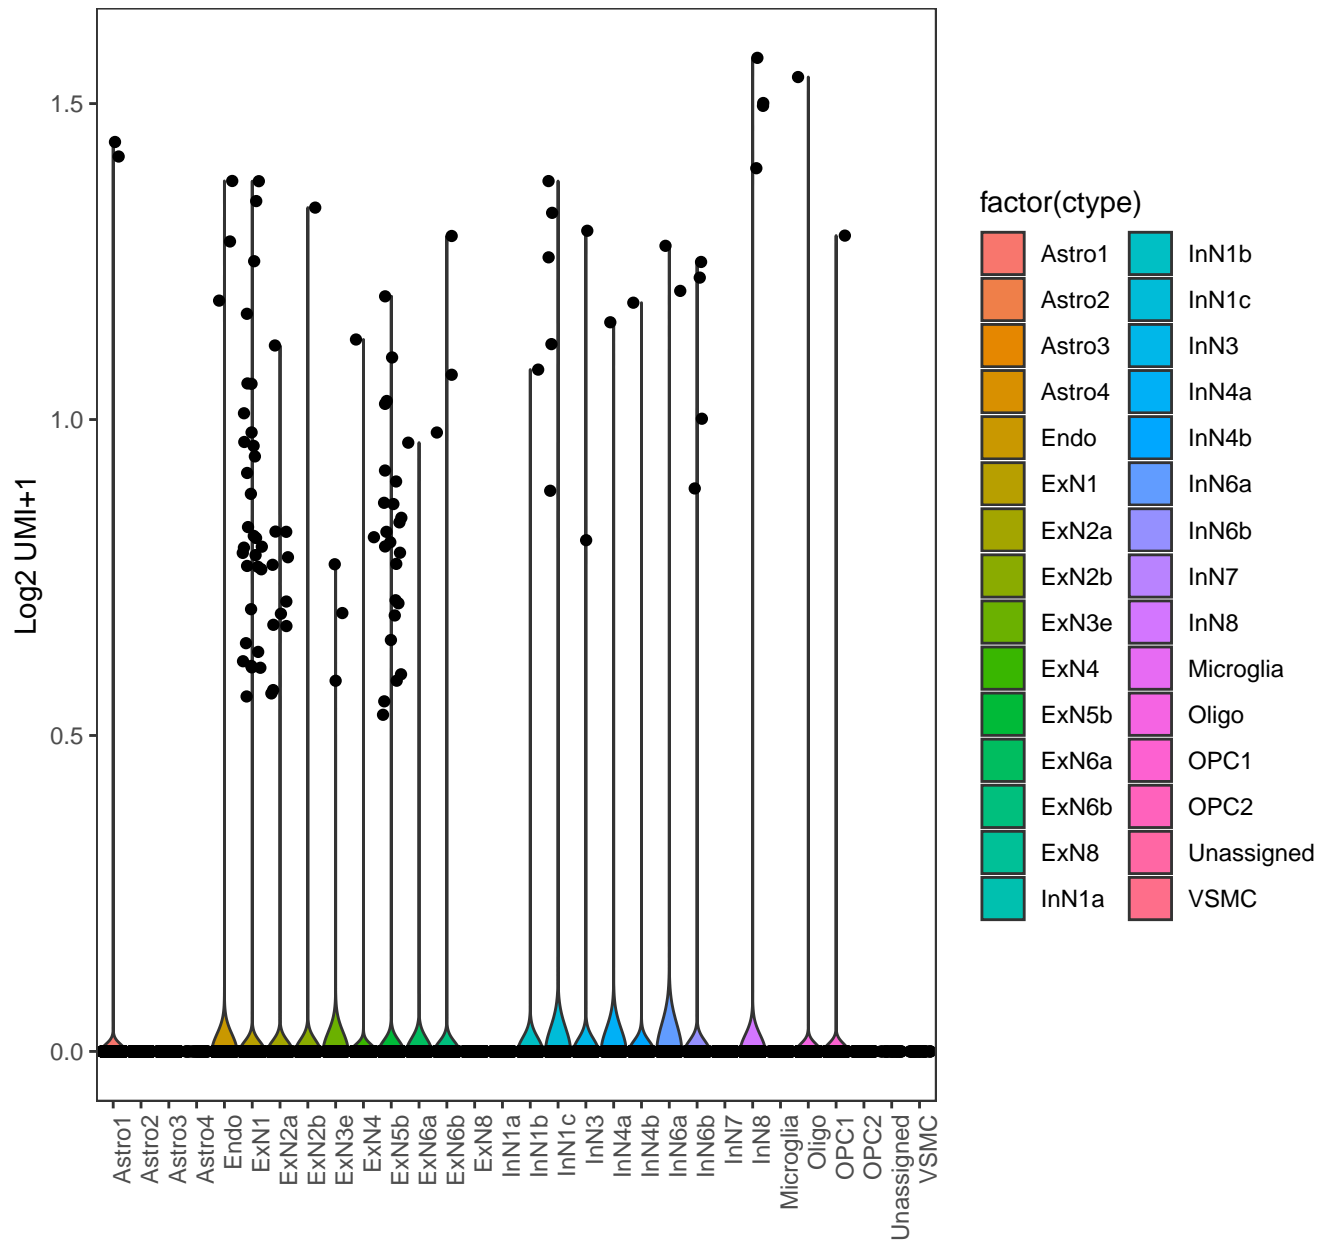 Log2 UMI+1
1.5
1.0
0.5
0.0
Astro1
Astro2
Astro3
Astro4
Endo
ExN1
ExN2a
ExN2b
ExN3e
ExN4
ExN5b
ExN6a
ExN6b
ExN8
InN1a
InN1b
InN1c
InN3
InN4a
InN4b
InN6a
InN6b
InN7
InN8
Microglia
Oligo
OPC1
OPC2
Unassigned
VSMC
factor(ctype)
Astro1
Astro2
Astro3
Astro4
Endo
ExN1
ExN2a
ExN2b
ExN3e
ExN4
ExN5b
ExN6a
ExN6b
ExN8
InN1a
InN1b
InN1c
InN3
InN4a
InN4b
InN6a
InN6b
InN7
InN8
Microglia
Oligo
OPC1
OPC2
Unassigned
VSMC